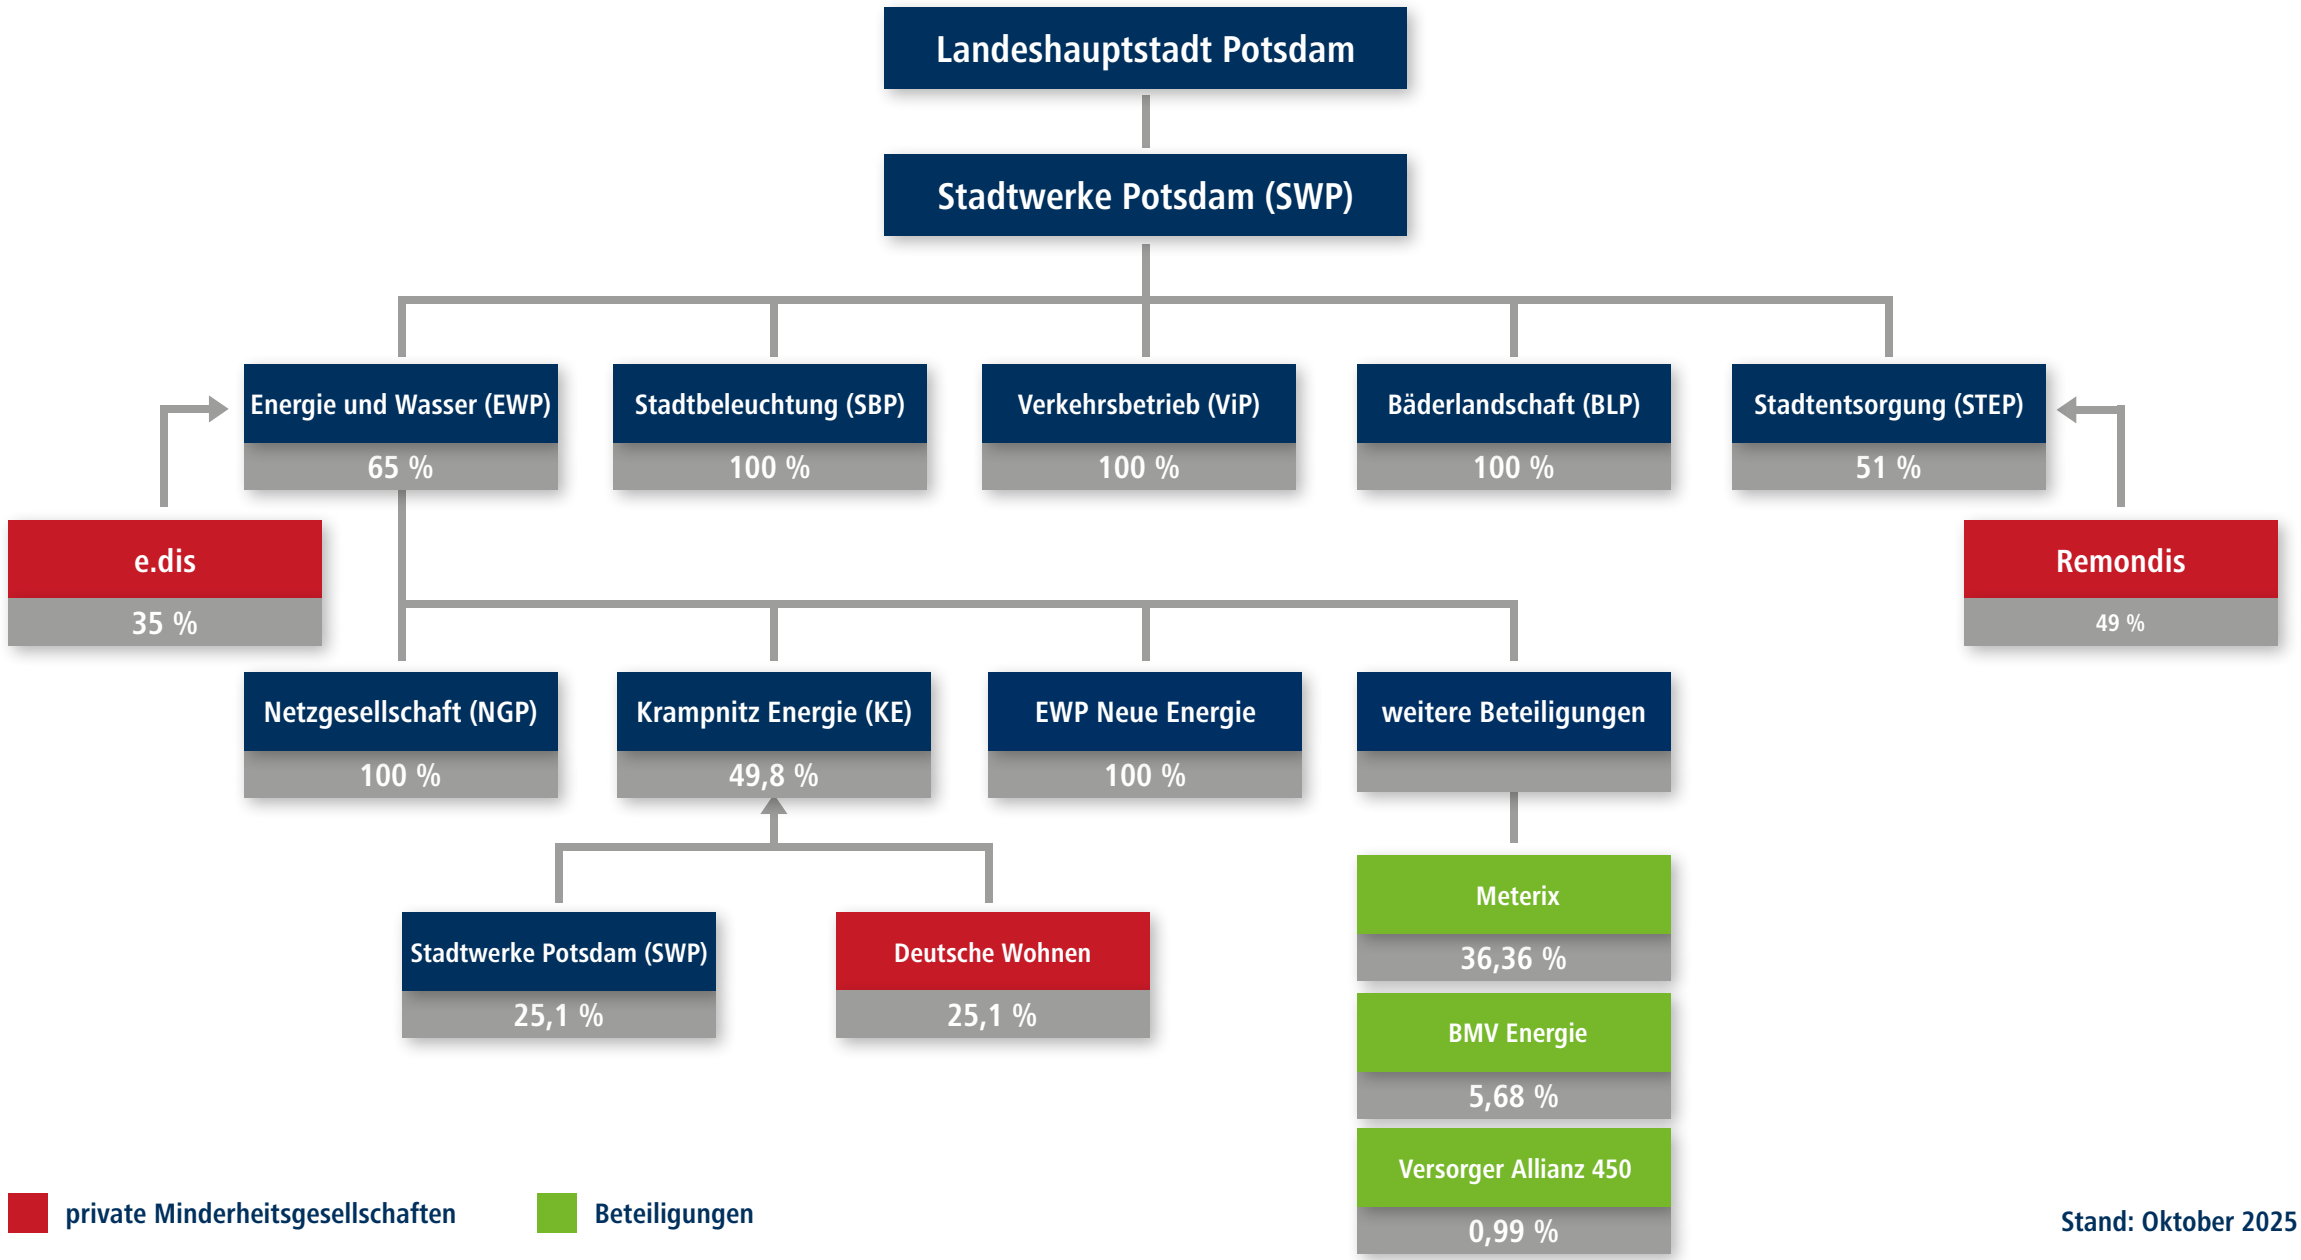 Landeshauptstadt Potsdam
Stadtwerke Potsdam (SWP)
Energie und Wasser (EWP)
65 %
Stadtbeleuchtung (SBP)
100 %
Verkehrsbetrieb (ViP)
100 %
Bäderlandschaft (BLP)
100 %
Stadtentsorgung (STEP)
51 %
e.dis
35 %
Remondis
49 %
Netzgesellschaft (NGP)
100 %
Krampnitz Energie (KE)
49,8 %
EWP Neue Energie
100 %
weitere Beteiligungen
Stadtwerke Potsdam (SWP)
25,1 %
Deutsche Wohnen
25,1 %
Meterix
36,36 %
BMV Energie
5,68 %
Versorger Allianz 450
0,99 %
private Minderheitsgesellschaften
Beteiligungen
Stand: Oktober 2025